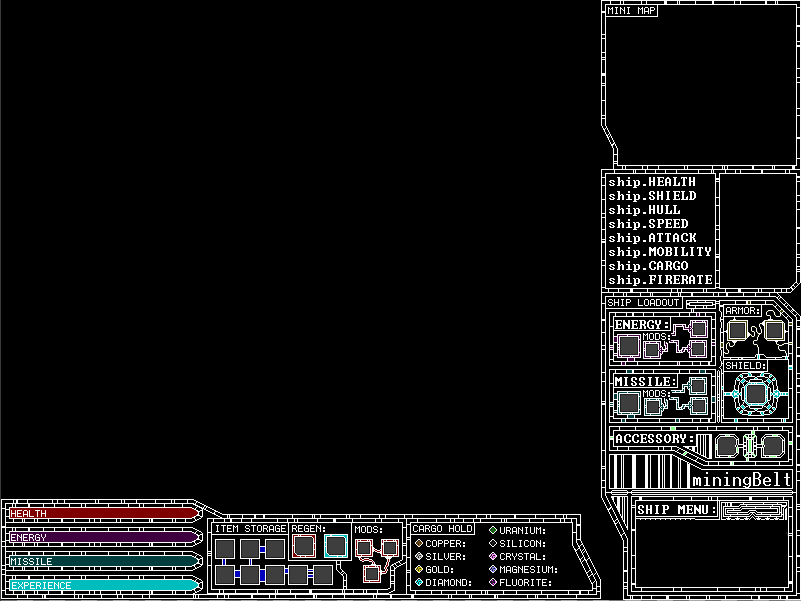 MINI MAP
ship.HEALTH
ship.SHIELD
ship.HULL
ship.SPEED
ship.ATTACK
ship.MOBILITY
ship.CARGO
ship.FIRERATE
SHIP LOADOUT
ENERGY:
MODS:
ARMOR:
SHIELD:
MISSILE:
MODS:
ACCESSORY:
miningBelt
SHIP MENU:
HEALTH
ENERGY
MISSILE
EXPERIENCE
ITEM STORAGE
REGEN:
MODS:
CARGO HOLD
COPPER:
SILVER:
GOLD:
DIAMOND:
URANIUM:
SILICON:
CRYSTAL:
MAGNESIUM:
FLUORITE: